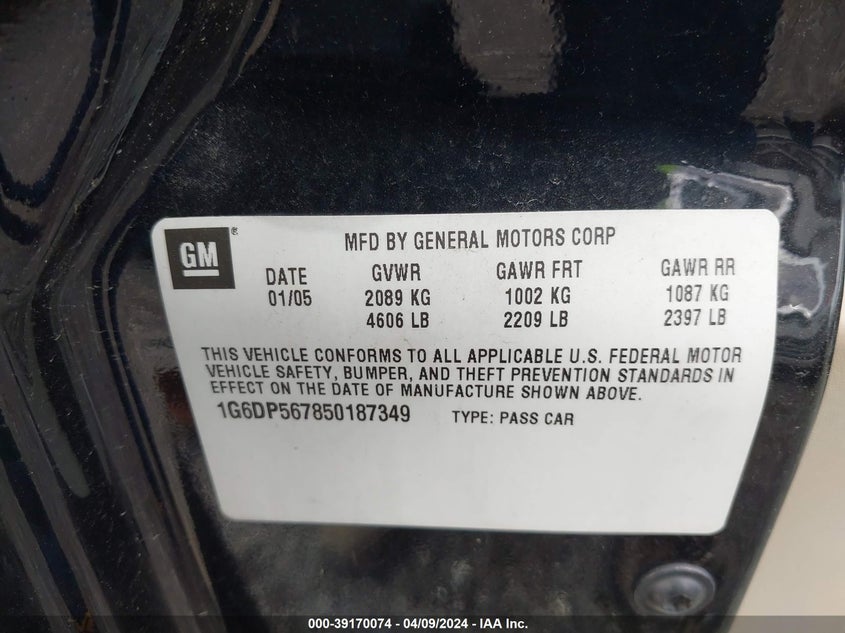 GM®
MFD BY GENERAL MOTORS CORP
DATE GVWR GAWR FRT GAWR RR
01/05 2089 KG 1002 KG 1087 KG
4606 LB 2209 LB 2397 LB
THIS VEHICLE CONFORMS TO ALL APPLICABLE U.S. FEDERAL MOTOR
VEHICLE SAFETY, BUMPER, AND THEFT PREVENTION STANDARDS IN
EFFECT ON THE DATE OF MANUFACTURE SHOWN ABOVE.
1G6DP567850187349 TYPE: PASS CAR
000-39170074 - 04/09/2024 - IAA Inc.